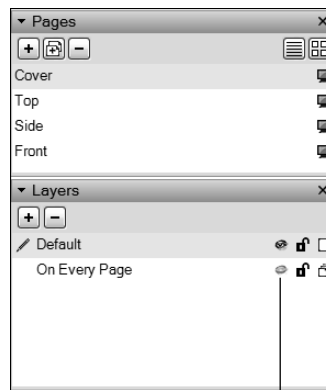 Pages
Cover
Top
Side
Front
Layers
Default
On Every Page